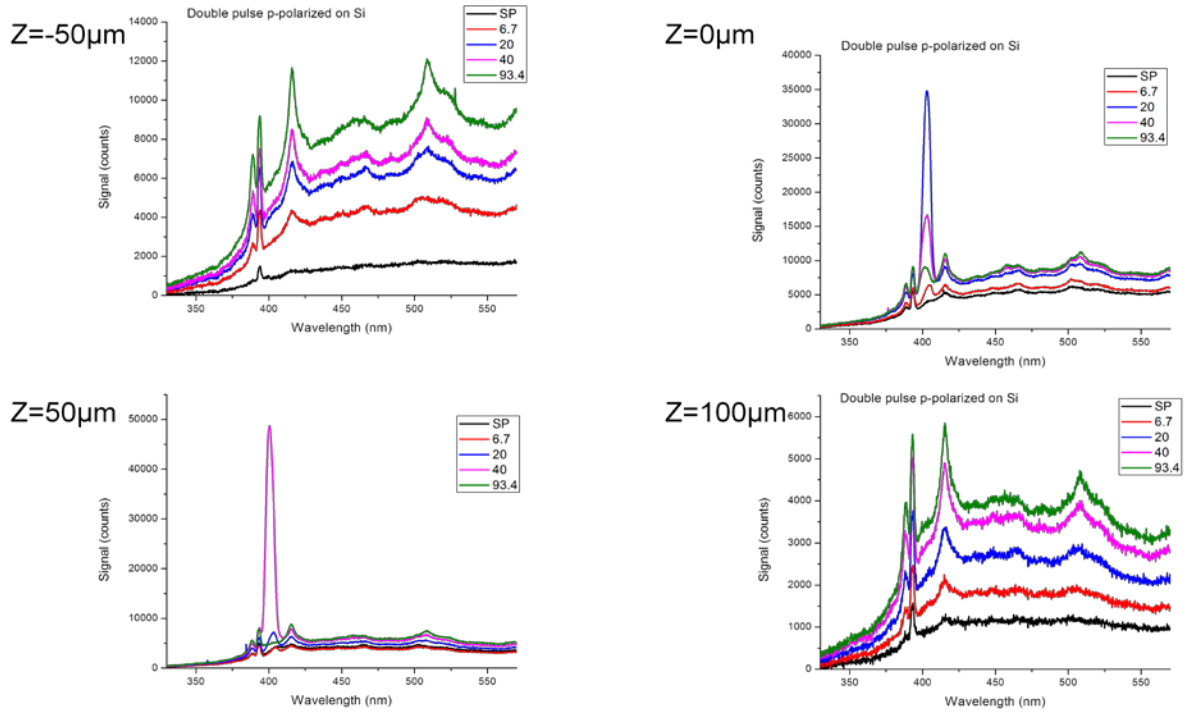 Z=-50µm
Double pulse p-polarized on Si
SP
6.7
20
40
93.4
14000
12000
10000
8000
6000
4000
2000
0
Signal (counts)
350 400 450 500 550
Wavelength (nm)
Z=0µm
Double pulse p-polarized on Si
SP
6.7
20
40
93.4
40000
35000
30000
25000
20000
15000
10000
5000
0
Signal (counts)
350 400 450 500 550
Wavelength (nm)
Z=50µm
SP
6.7
20
40
93.4
50000
40000
30000
20000
10000
0
Signal (counts)
350 400 450 500 550
Wavelength (nm)
Z=100µm
Double pulse p-polarized on Si
SP
6.7
20
40
93.4
6000
5000
4000
3000
2000
1000
0
Signal (counts)
350 400 450 500 550
Wavelength (nm)